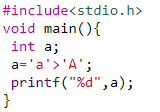 #include<stdio.h>
void main(){
int a;
a='a'>'A';
printf("%d",a);
}